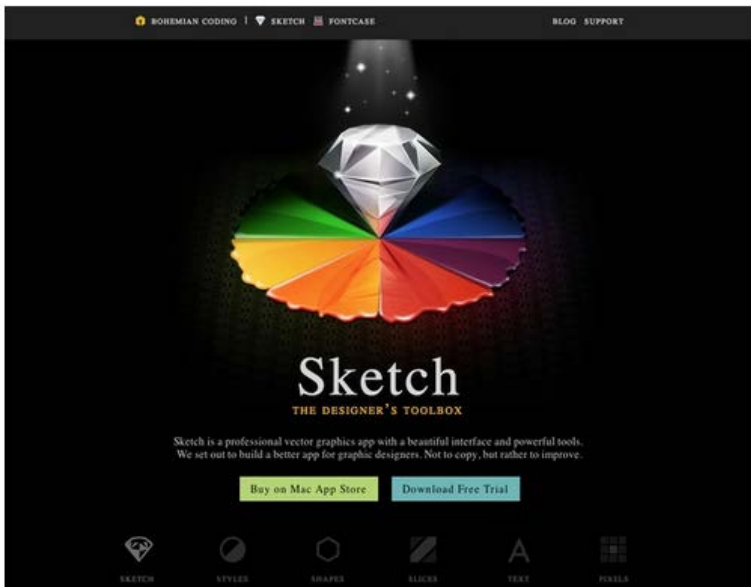 BOHEMIAN CODING | SKETCH FONTCASE BLOG SUPPORT
Sketch
THE DESIGNER'S TOOLBOX
Sketch is a professional vector graphics app with a beautiful interface and powerful tools.
We set out to build a better app for graphic designers. Not to copy, but rather to improve.
Buy on Mac App Store Download Free Trial
SKETCH STYLES SHAPES SLICES TEXT PIXELS